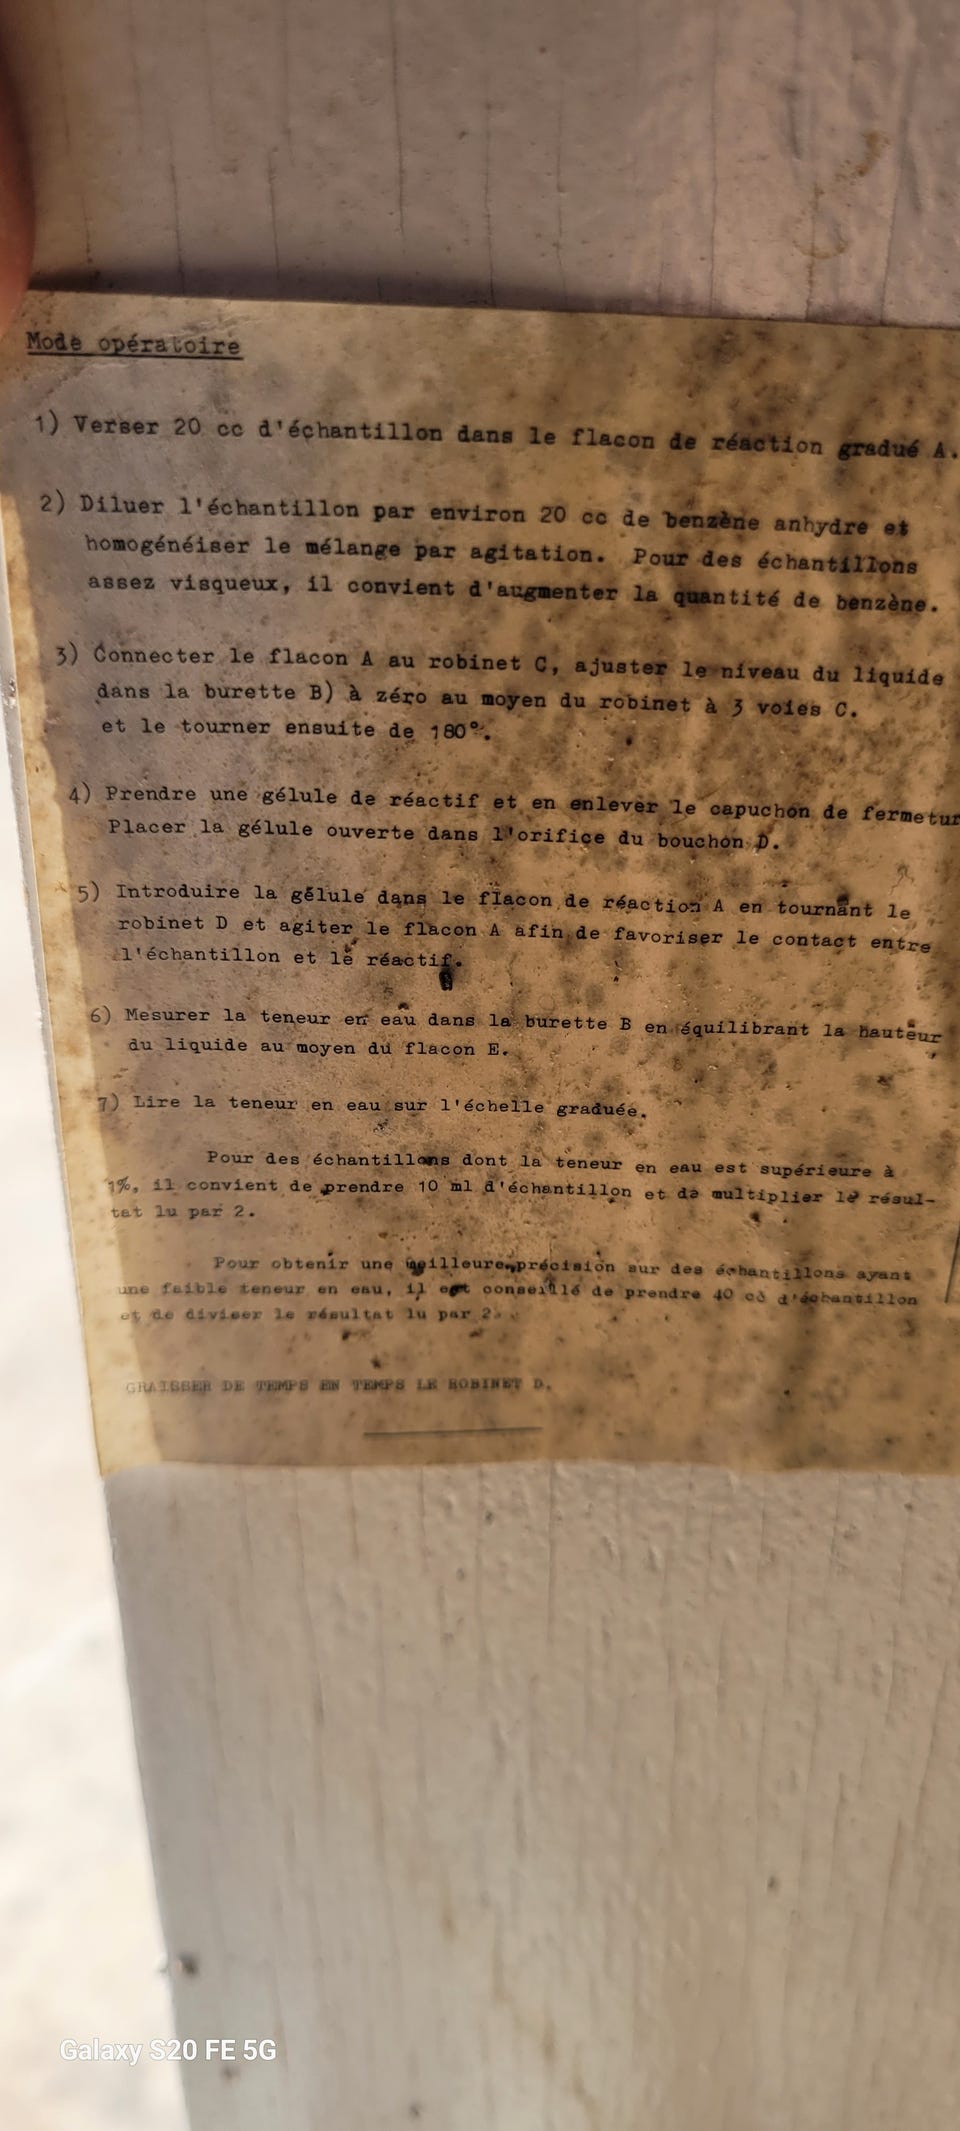 Mode opératoire
1) Verser 20 cc d'échantillon dans le flacon de réaction gradué A.
2) Diluer l'échantillon par environ 20 cc de benzène anhydre et
homogénéiser le mélange par agitation. Pour des échantillons
assez visqueux, il convient d'augmenter la quantité de benzène.
3) Connecter le flacon A au robinet C, ajuster le niveau du liquide
dans la burette B) à zéro au moyen du robinet à 3 voies C.
et le tourner ensuite de 180°.
4) Prendre une gélule de réactif et en enlever le capuchon de fermetur
Placer la gélule ouverte dans l'orifice du bouchon D.
5) Introduire la gélule dans le flacon de réaction A en tournant le
robinet D et agiter le flacon A afin de favoriser le contact entre
l'échantillon et le réactif.
6) Mesurer la teneur en eau dans la burette B en équilibrant la hauteur
du liquide au moyen du flacon E.
7) Lire la teneur en eau sur l'échelle graduée.
Pour des échantillons dont la teneur en eau est supérieure à
1%, il convient de prendre 10 ml d'échantillon et de multiplier le résul-
tat lu par 2.
Pour obtenir une meilleure précision sur des échantillons ayant
une faible teneur en eau, il est conseillé de prendre 40 cc d'échantillon
et de diviser le résultat lu par 2.
GRAISSER DE TEMPS EN TEMPS LE ROBINET D.
Galaxy S20 FE 5G